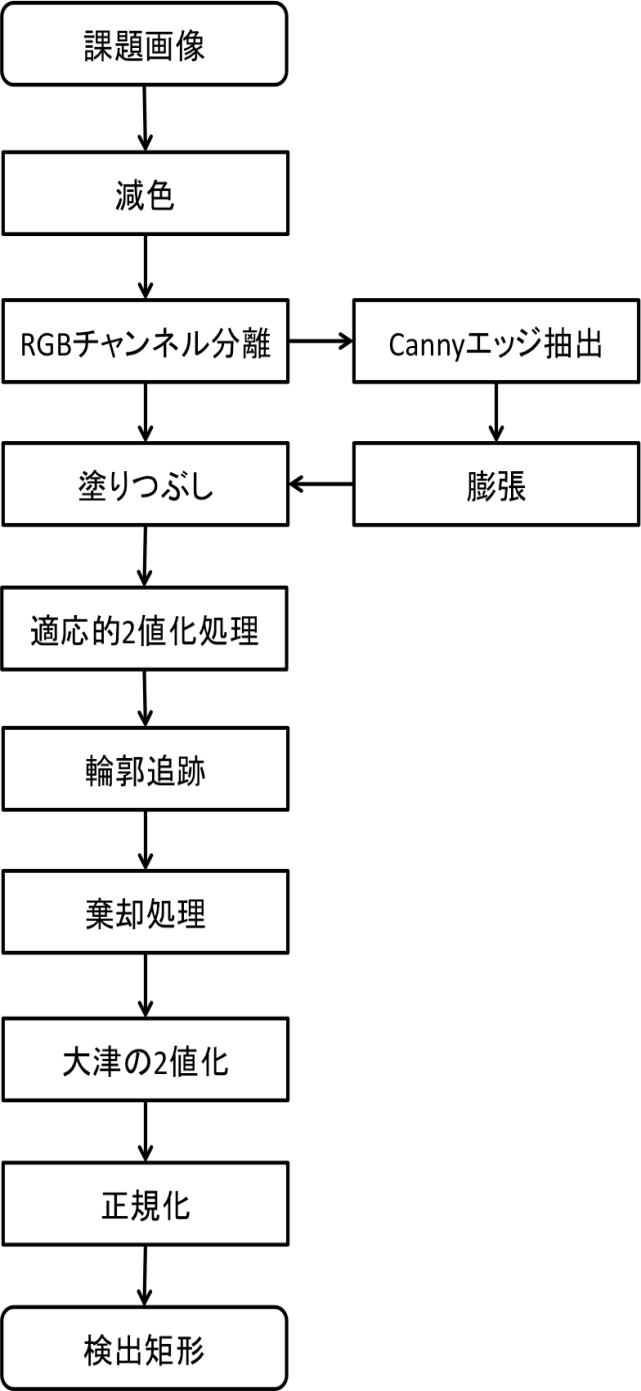 課題画像
減色
RGBチャンネル分離
Cannyエッジ抽出
塗りつぶし
膨張
適応的2値化処理
輪郭追跡
棄却処理
大津の2値化
正規化
検出矩形